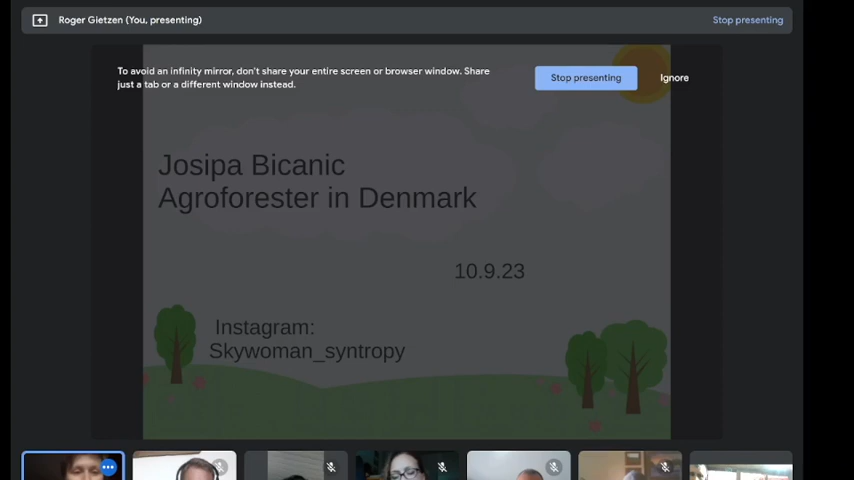 Roger Gietzen (You, presenting)
Stop presenting
To avoid an infinity mirror, don't share your entire screen or browser window. Share
just a tab or a different window instead.
Stop presenting
Ignore
Josipa Bicanic
Agroforester in Denmark
10.9.23
Instagram:
Skywoman_syntropy